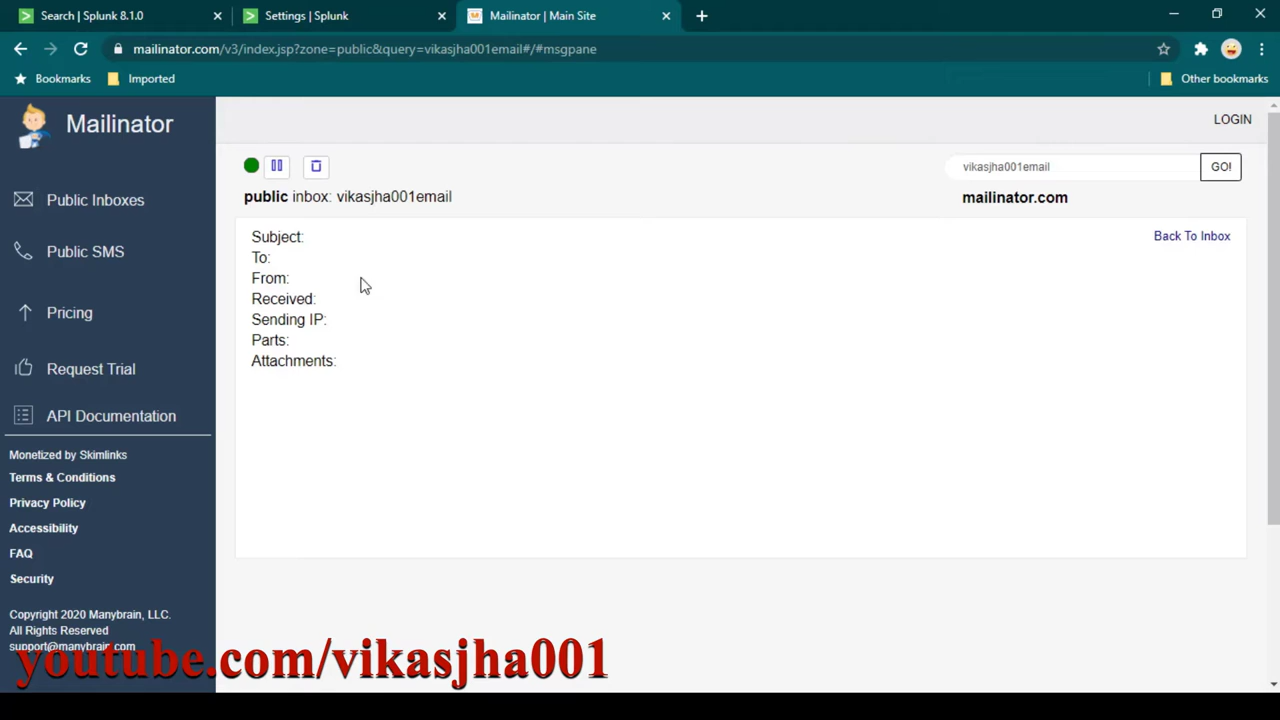 Search | Splunk 8.1.0
Settings | Splunk
Mailinator | Main Site
mailinator.com/v3/index.jsp?zone=public&query=vikasjha001email#/#msgpane
Bookmarks
Imported
Other bookmarks
Mailinator
LOGIN
vikasjha001email
GO!
public inbox: vikasjha001email
mailinator.com
Public Inboxes
Public SMS
Pricing
Request Trial
API Documentation
Subject:
Back To Inbox
To:
From:
Received:
Sending IP:
Parts:
Attachments:
Monetized by Skimlinks
Terms & Conditions
Privacy Policy
Accessibility
FAQ
Security
Copyright 2020 Manybrain, LLC.
All Rights Reserved
support@manybrain.com
youtube.com/vikasjha001